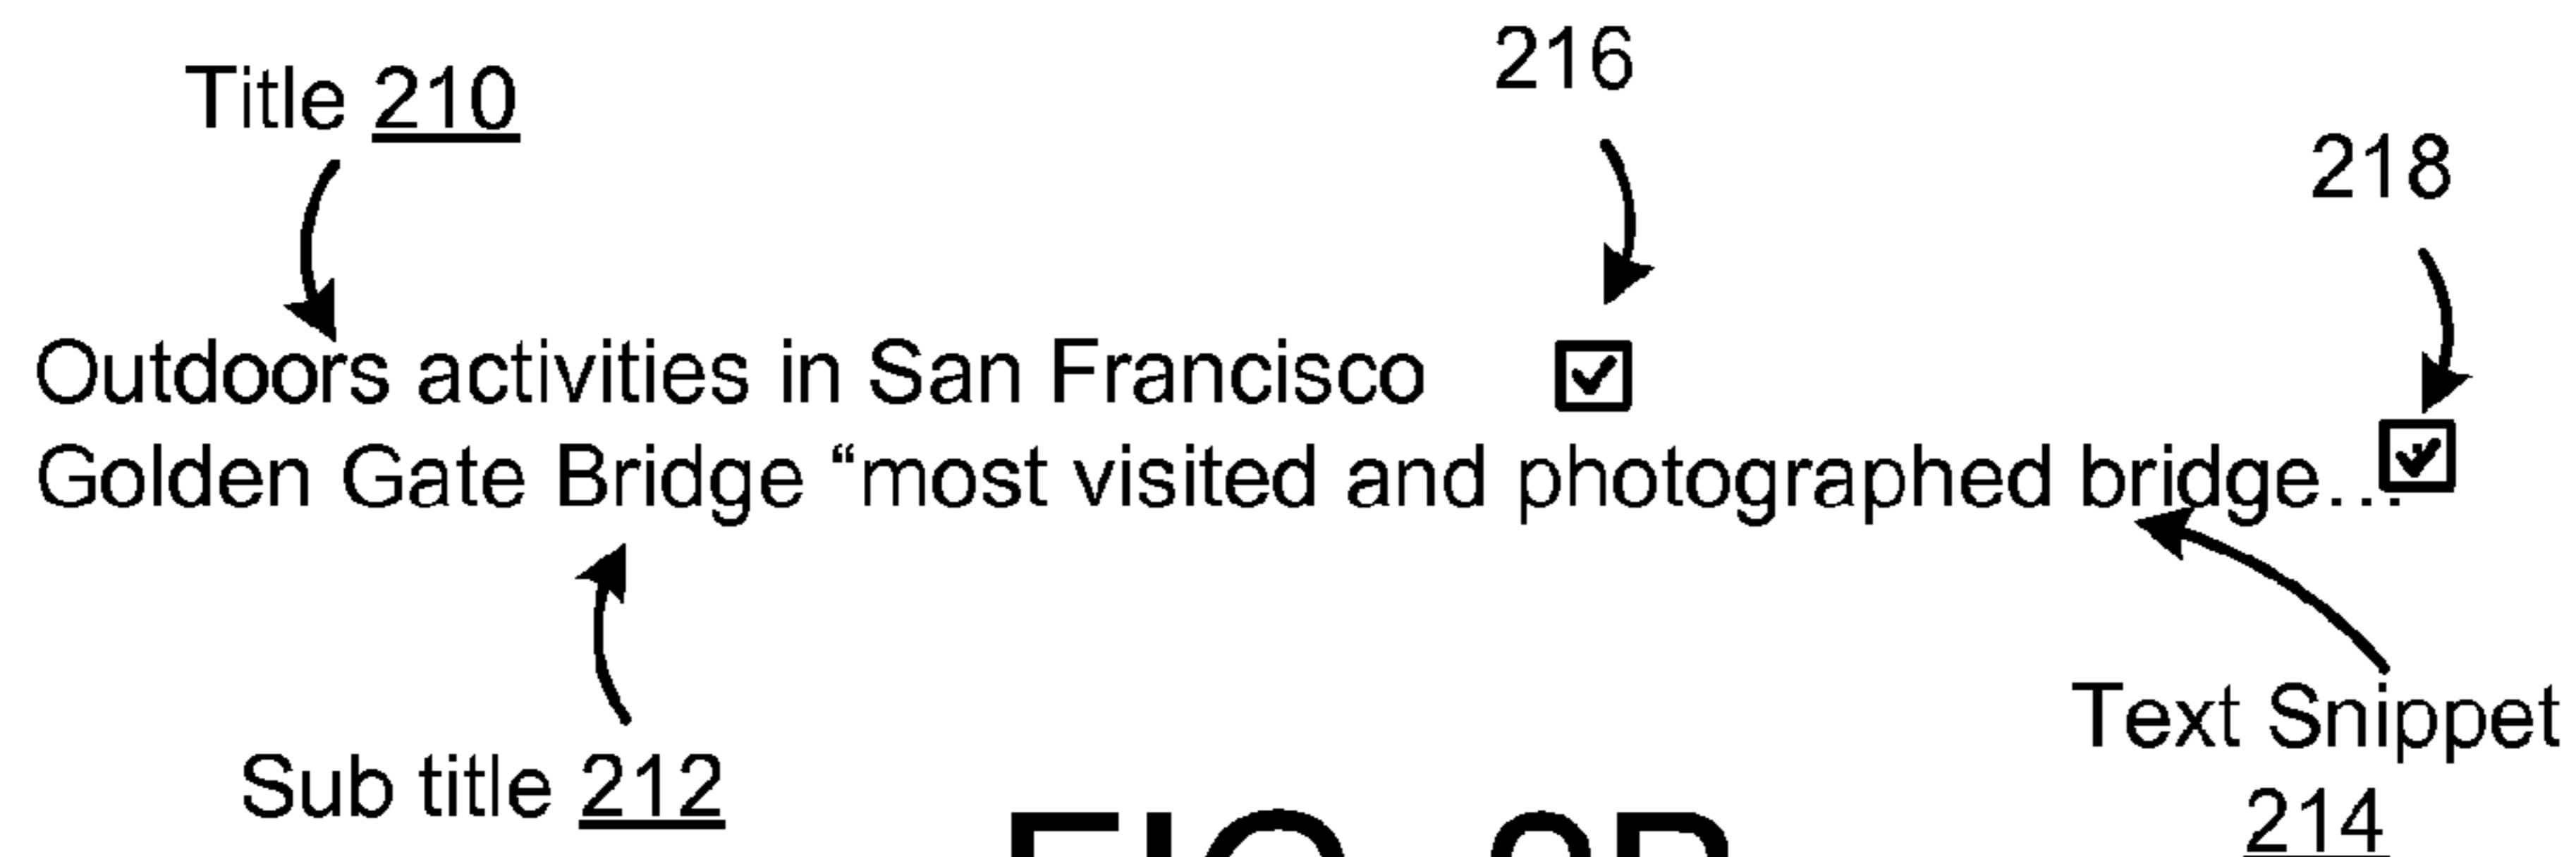 216
Title 210
218
Outdoors activities in San Francisco
Golden Gate Bridge “most visited and photographed bridge...
Text Snippet
214
Sub title 212